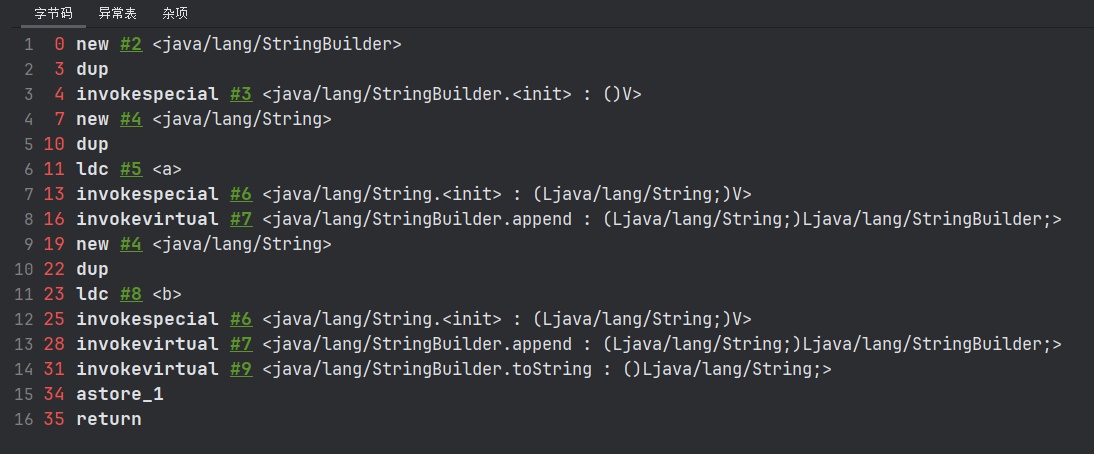 字节码 异常表 杂项
1 0 new #2 <java/lang/StringBuilder>
2 3 dup
3 4 invokespecial #3 <java/lang/StringBuilder.<init> : ()V>
4 7 new #4 <java/lang/String>
5 10 dup
6 11 ldc #5 <a>
7 13 invokespecial #6 <java/lang/String.<init> : (Ljava/lang/String;)V>
8 16 invokevirtual #7 <java/lang/StringBuilder.append : (Ljava/lang/String;)Ljava/lang/StringBuilder;>
9 19 new #4 <java/lang/String>
10 22 dup
11 23 ldc #8 <b>
12 25 invokespecial #6 <java/lang/String.<init> : (Ljava/lang/String;)V>
13 28 invokevirtual #7 <java/lang/StringBuilder.append : (Ljava/lang/String;)Ljava/lang/StringBuilder;>
14 31 invokevirtual #9 <java/lang/StringBuilder.toString : ()Ljava/lang/String;>
15 34 astore_1
16 35 return